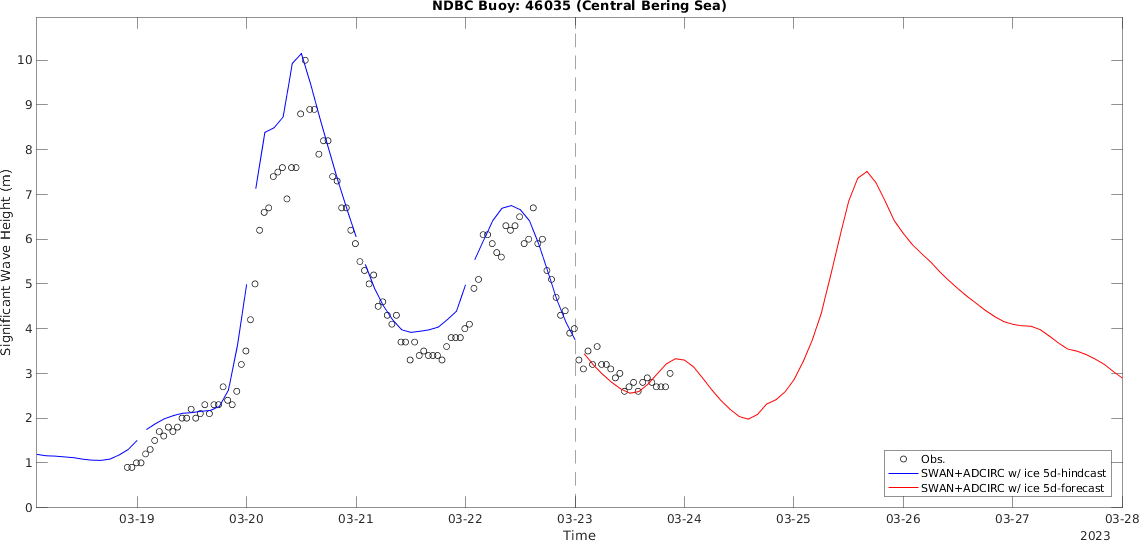 NDBC Buoy: 46035 (Central Bering Sea)
Significant Wave Height (m)
10
9
8
7
6
5
4
3
2
1
0
03-19 03-20 03-21 03-22 03-23 03-24 03-25 03-26 03-27 03-28
Time
2023
Obs.
SWAN+ADCIRC w/ ice 5d-hindcast
SWAN+ADCIRC w/ ice 5d-forecast